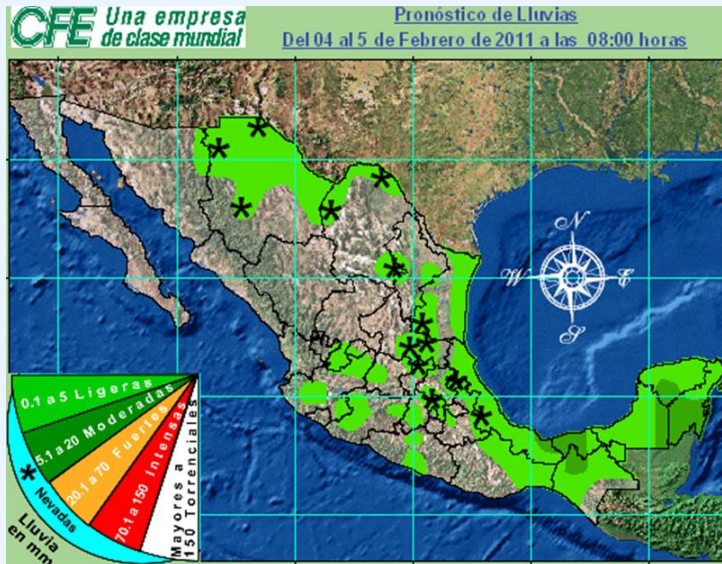 CFE Una empresa
de clase mundial
Pronóstico de Lluvias
Del 04 al 5 de Febrero de 2011 a las 08:00 horas
N
W E
S
0.1 a 5 Ligeras
5.1 a 20 Moderadas
20.1 a 70 Fuertes
70.1 a 150 Intensas
Mayores a
150 Torrenciales
* Nevadas
Lluvia
en mm